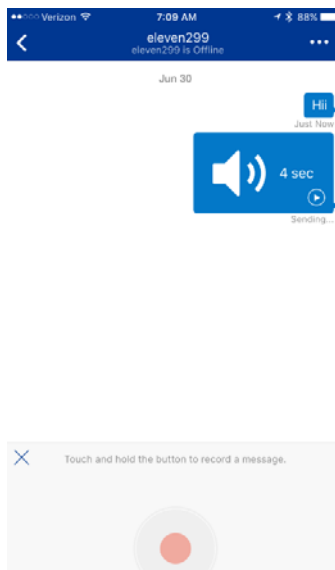 Verizon 7:09 AM 88%
eleven299
eleven299 is Offline
Jun 30
Hii
Just Now
4 sec
Sending...
Touch and hold the button to record a message.